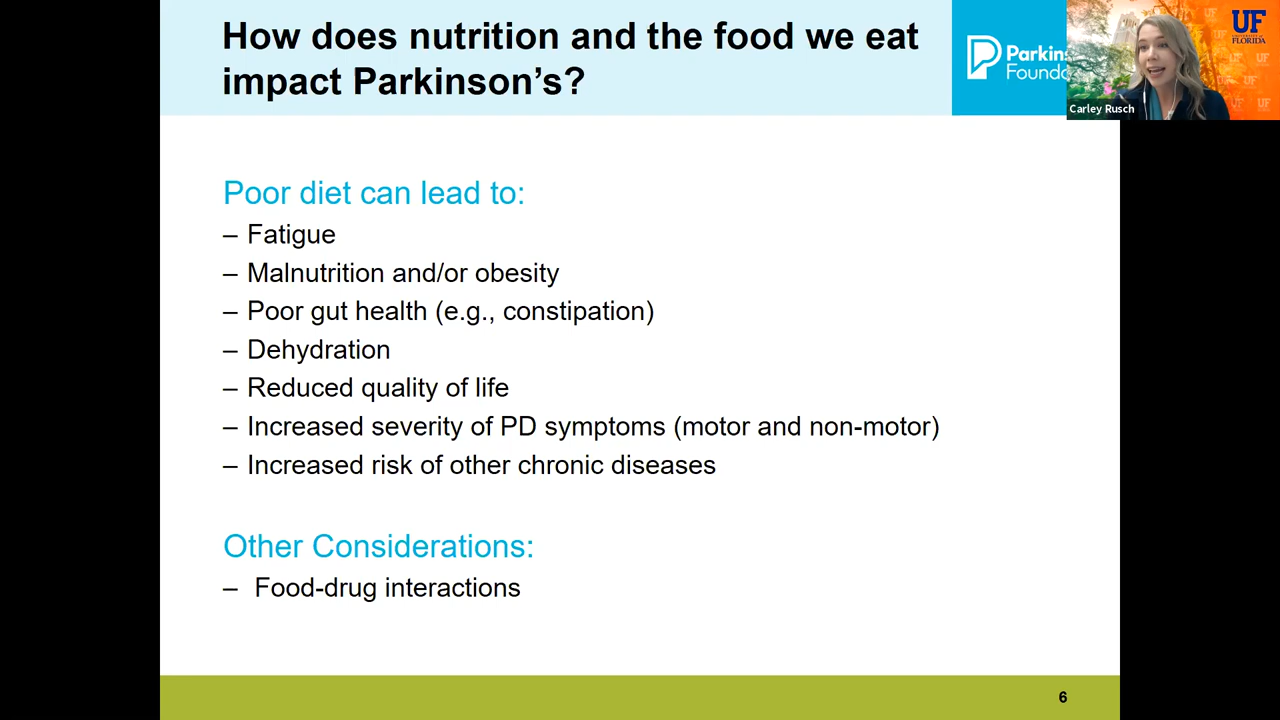 How does nutrition and the food we eat
impact Parkinson's?
UF
UNIVERSITY of
FLORIDA
Carley Rusch
Poor diet can lead to:
– Fatigue
– Malnutrition and/or obesity
– Poor gut health (e.g., constipation)
– Dehydration
– Reduced quality of life
– Increased severity of PD symptoms (motor and non-motor)
– Increased risk of other chronic diseases
Other Considerations:
– Food-drug interactions
6